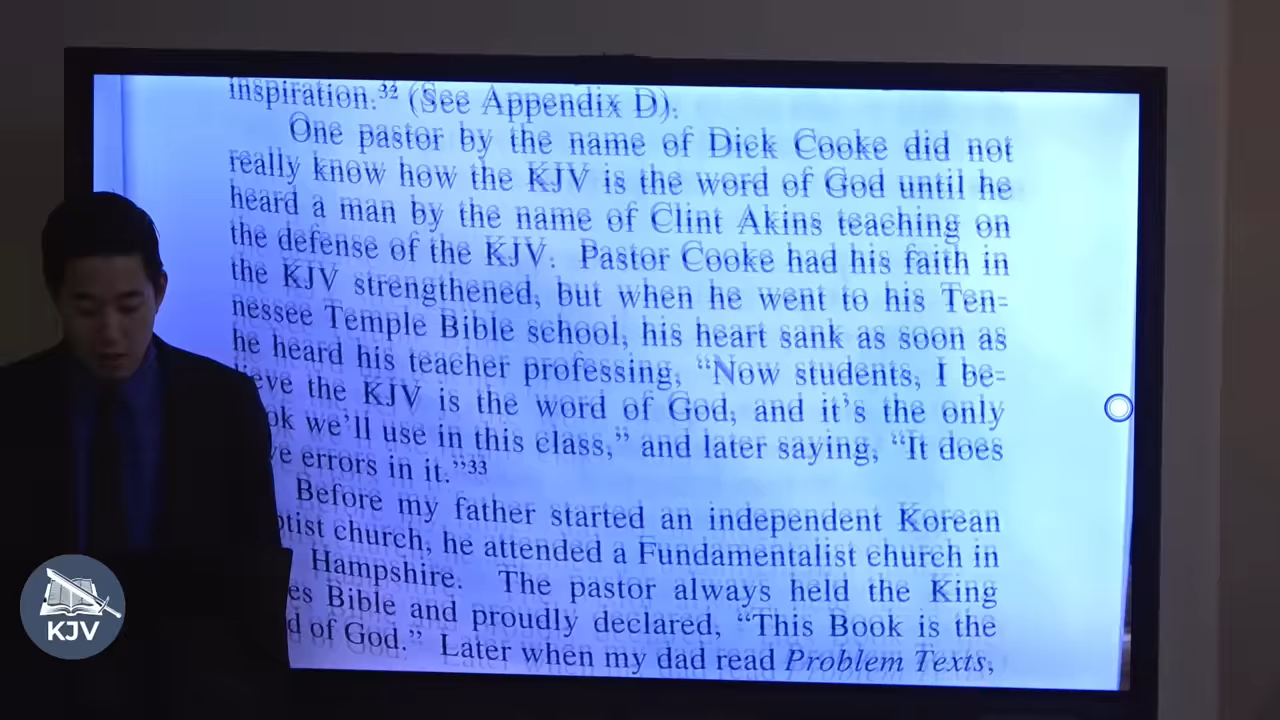 inspiration.32 (See Appendix D).
One pastor by the name of Dick Cooke did not
really know how the KJV is the word of God until he
heard a man by the name of Clint Akins teaching on
the defense of the KJV. Pastor Cooke had his faith in
the KJV strengthened, but when he went to his Ten-
nessee Temple Bible school, his heart sank as soon as
he heard his teacher professing, “Now students, I be-
ieve the KJV is the word of God, and it’s the only
ok we’ll use in this class,” and later saying, “It does
ve errors in it.”33
Before my father started an independent Korean
ptist church, he attended a Fundamentalist church in
Hampshire. The pastor always held the King
es Bible and proudly declared, “This Book is the
d of God.” Later when my dad read Problem Texts,
KJV